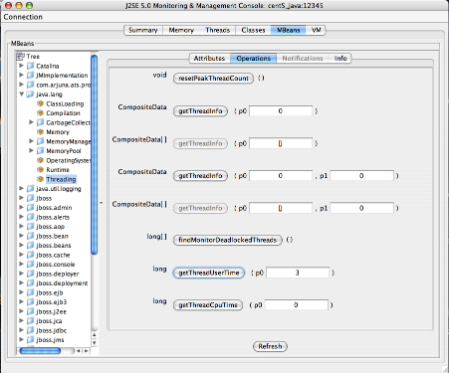 J2SE 5.0 Monitoring & Management Console: cent5_java:12345
Connection
Summary Memory Threads Classes MBeans VM
MBeans
Tree
Catalina
JMImplementation
com.arjuna.ats.pro
java.lang
ClassLoading
Compilation
GarbageCollect
Memory
MemoryManage
MemoryPool
OperatingSystem
Runtime
Threading
java.util.logging
jboss
jboss.admin
jboss.alerts
jboss.aop
jboss.bean
jboss.beans
jboss.cache
jboss.console
jboss.deployer
jboss.deployment
jboss.ejb
jboss.ejb3
jboss.j2ee
jboss.jca
jboss.jdbc
jboss.jms
Attributes Operations Notifications Info
void resetPeakThreadCount ()
CompositeData getThreadInfo ( p0 0 )
CompositeData[] getThreadInfo ( p0 [] )
CompositeData getThreadInfo ( p0 0 , p1 0 )
CompositeData[] getThreadInfo ( p0 [] , p1 0 )
long[] findMonitorDeadlockedThreads ()
long getThreadUserTime ( p0 3 )
long getThreadCpuTime ( p0 0 )
Refresh